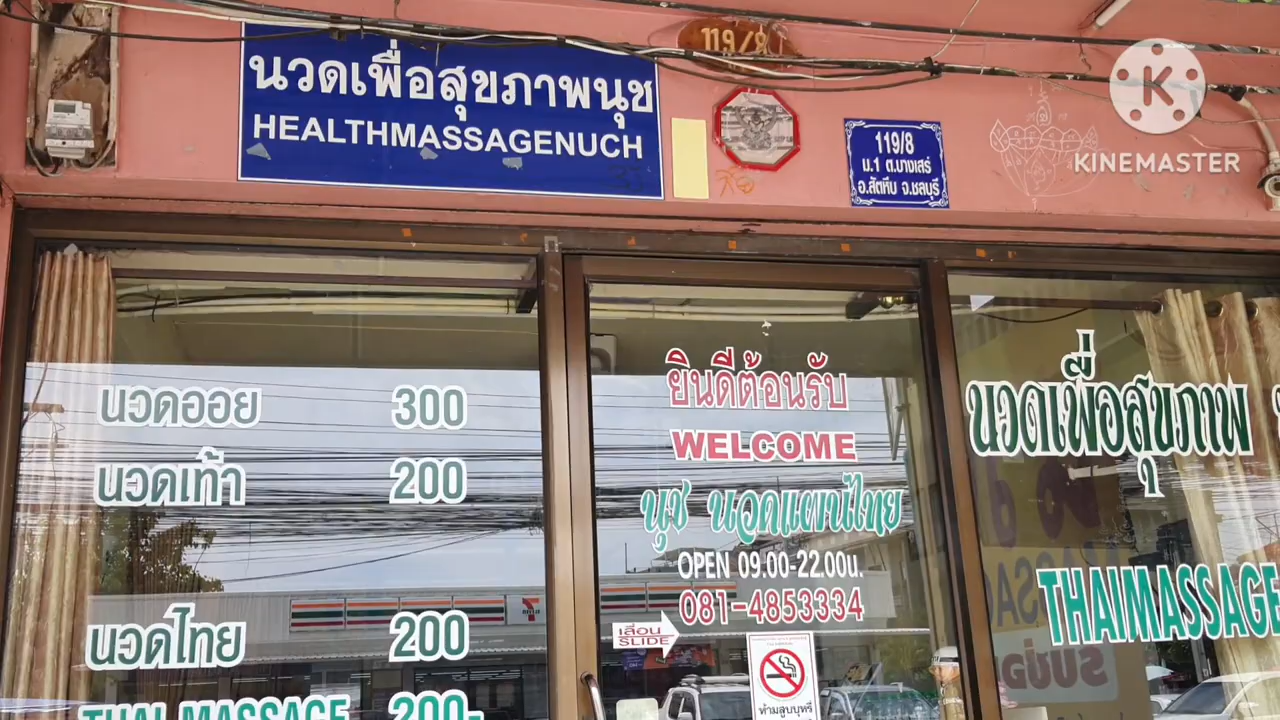 119/8
นวดเพื่อสุขภาพนุช
HEALTHMASSAGENUCH
119/8
ม.1 ต.บางเสร่
อ.สัตหีบ จ.ชลบุรี
KINEMASTER
นวดออย 300
นวดเท้า 200
นวดไทย 200
THAI MASSAGE 200-
ยินดีต้อนรับ
WELCOME
นุช นวดแผนไทย
OPEN 09.00-22.00น.
081-4853334
เลื่อน
SLIDE
ห้ามสูบบุหรี่
นวดเพื่อสุขภาพ
THAIMASSAGE